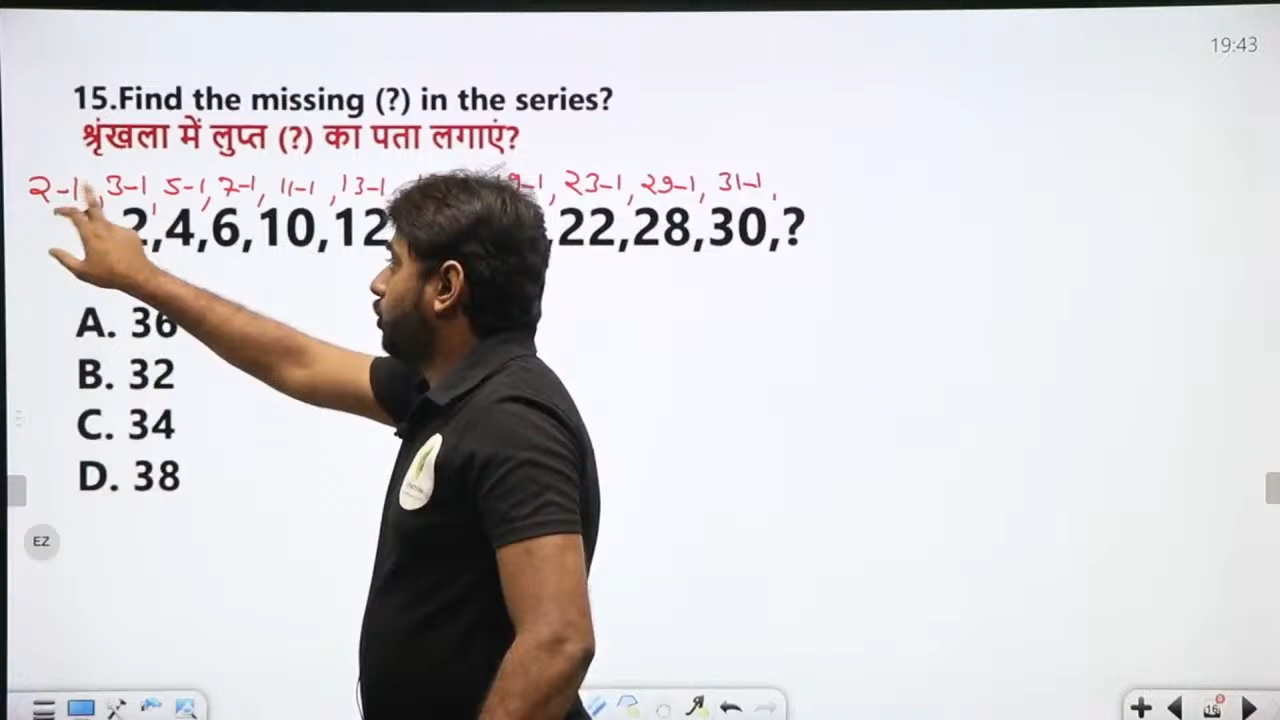 19:43
15.Find the missing (?) in the series?
श्रृंखला में लुप्त (?) का पता लगाएं?
2-1, 3-1, 5-1, 7-1, 11-1, 13-1, 23-1, 29-1, 31-1,
2,4,6,10,12 ,22,28,30,?
A. 36
B. 32
C. 34
D. 38
EZ